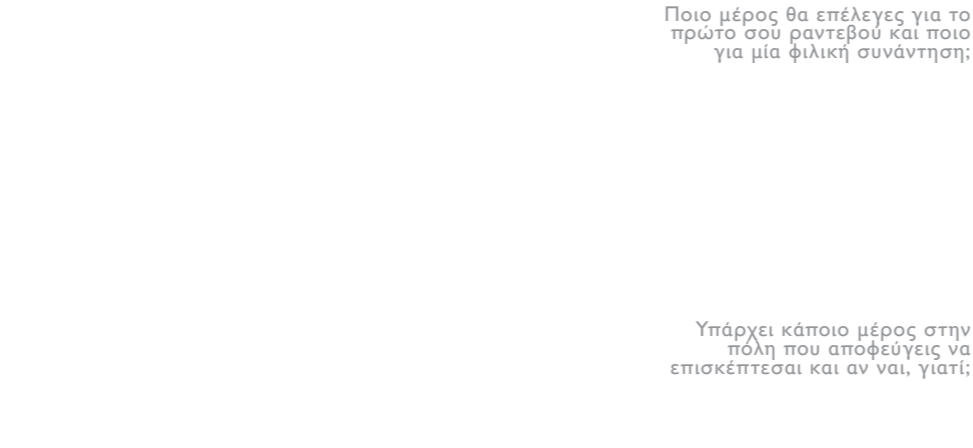 Ποιο μέρος θα επέλεγες για το
πρώτο σου ραντεβού και ποιο
για μία φιλική συνάντηση;
Υπάρχει κάποιο μέρος στην
πόλη που αποφεύγεις να
επισκέπτεσαι και αν ναι, γιατί;